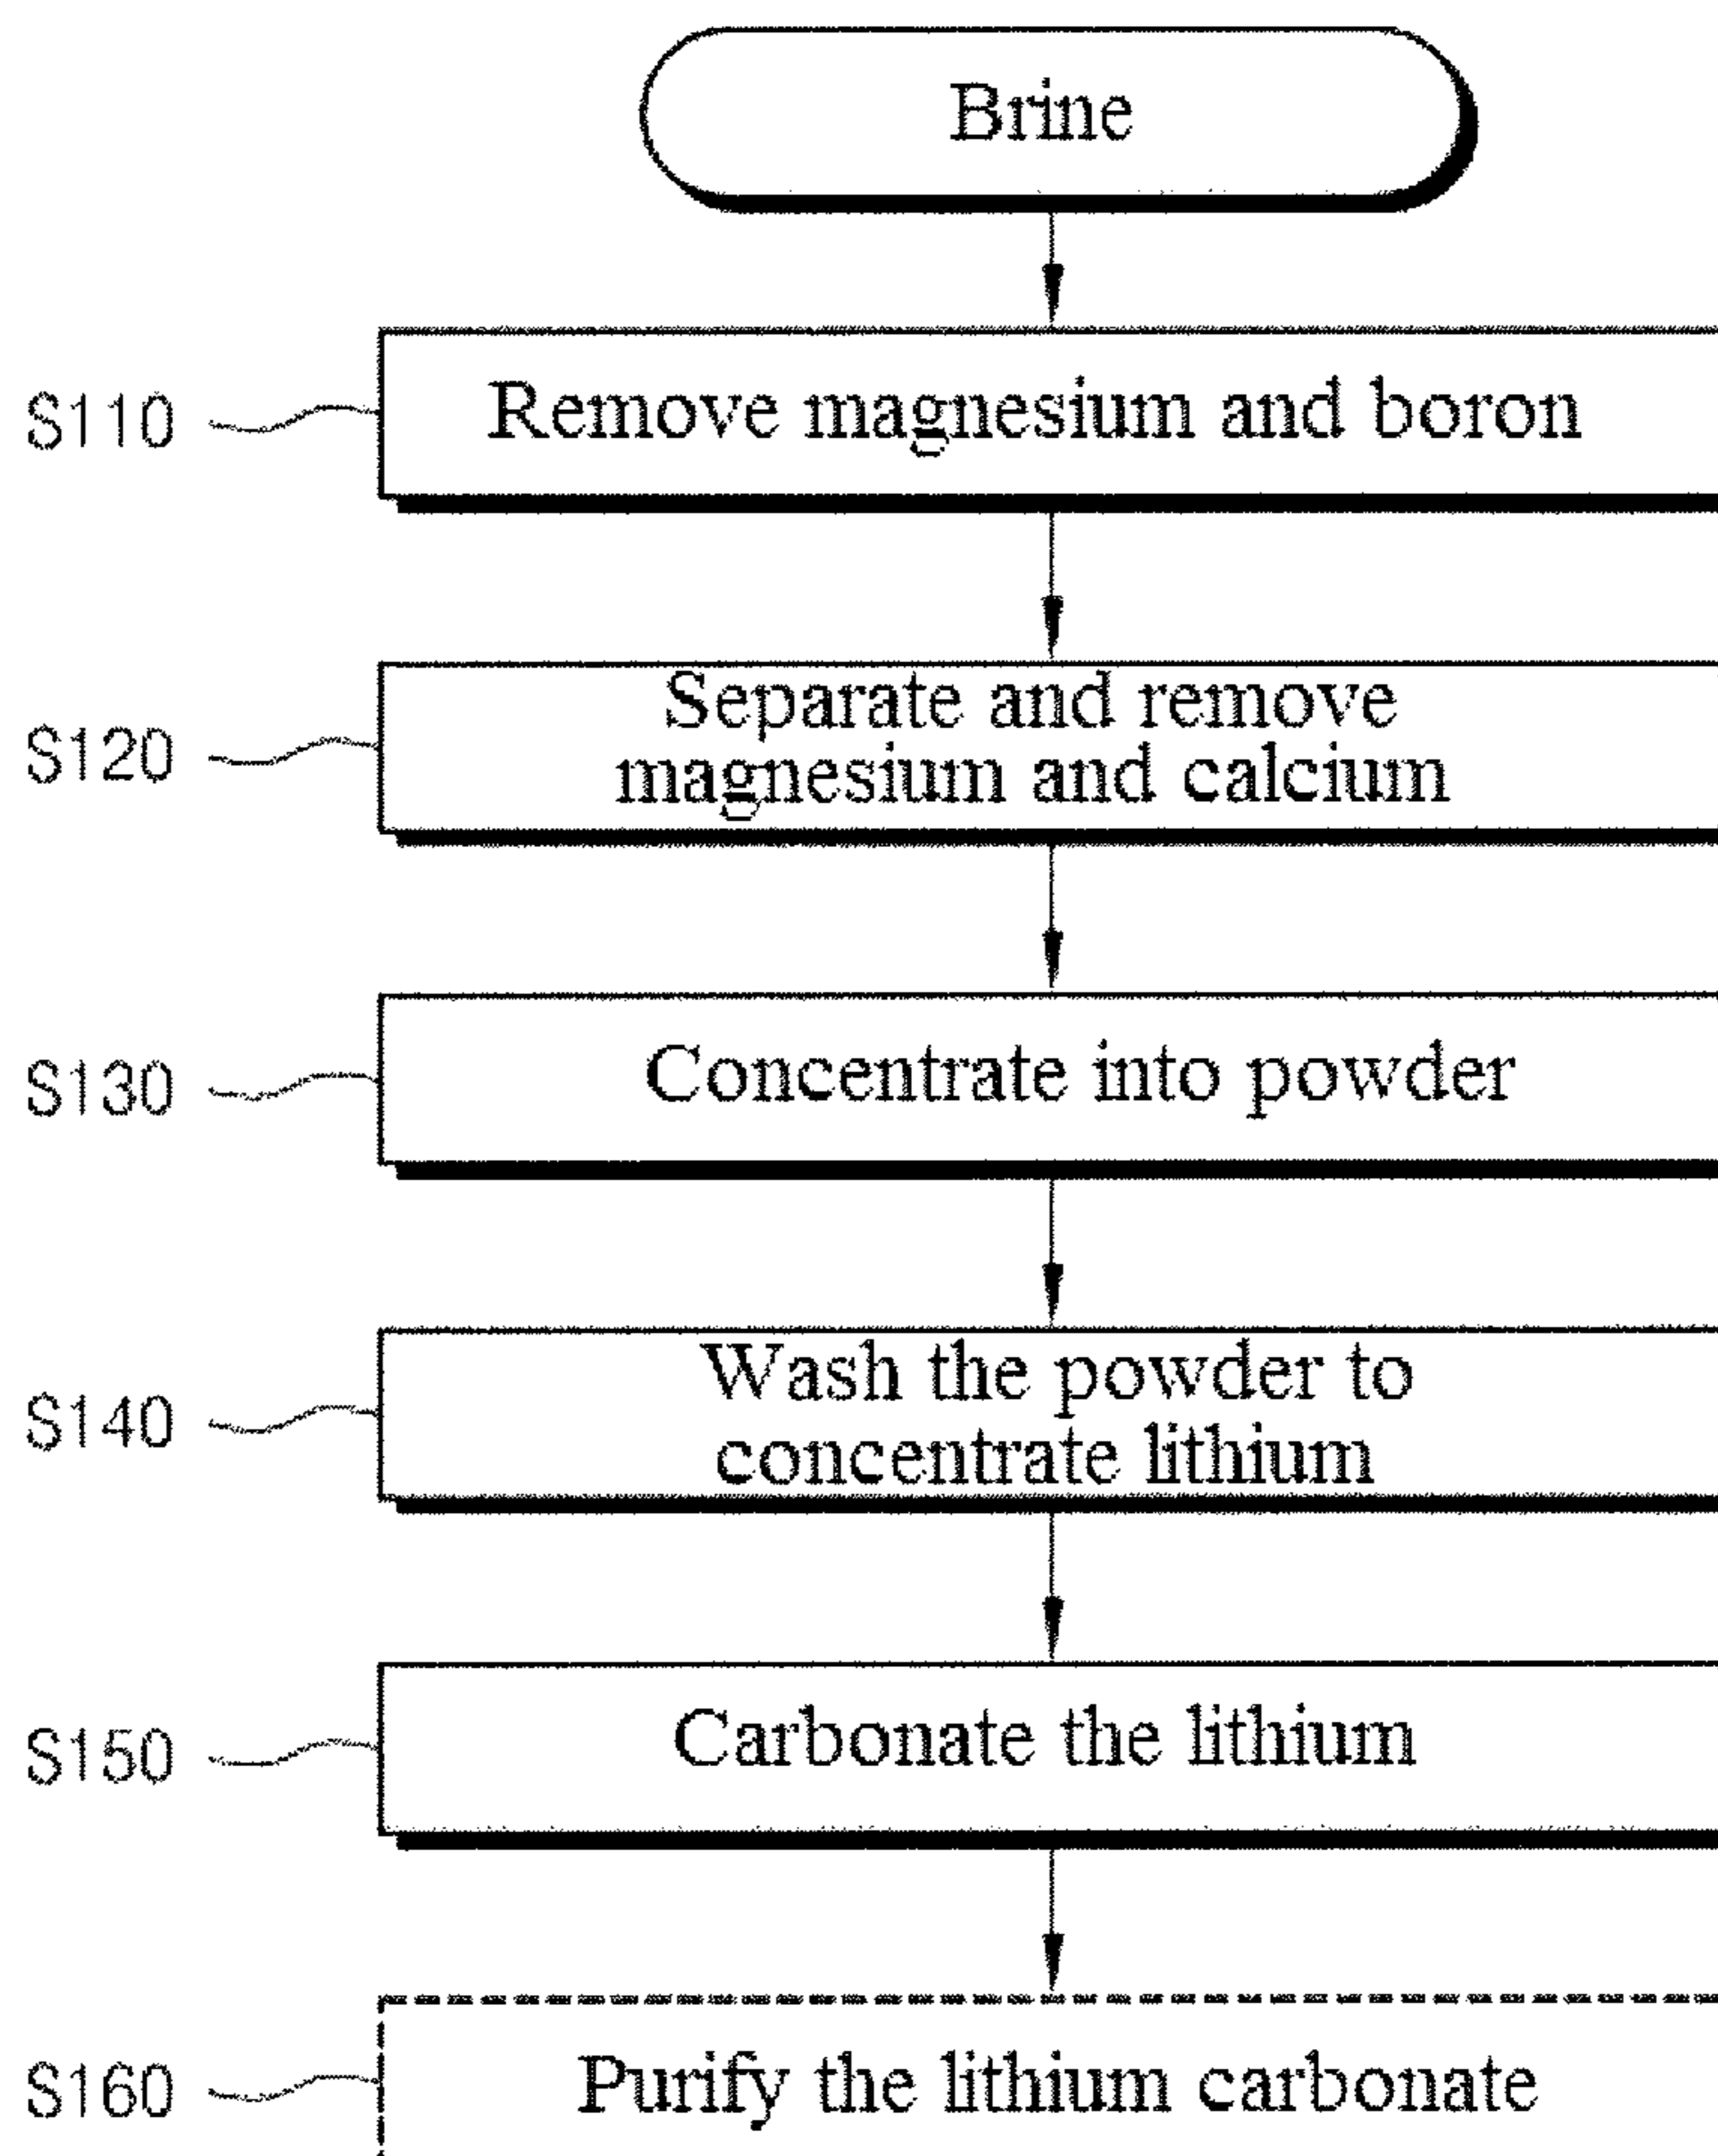 Brine
S110
Remove magnesium and boron
S120
Separate and remove
magnesium and calcium
S130
Concentrate into powder
S140
Wash the powder to
concentrate lithium
S150
Carbonate the lithium
S160
Purify the lithium carbonate